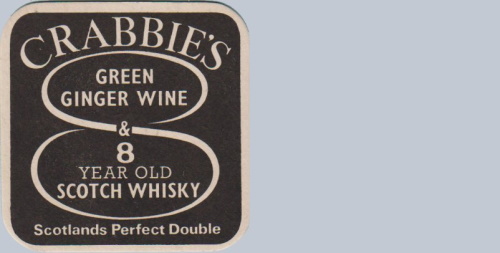 CRABBIE'S
GREEN
GINGER WINE
&
8
YEAR OLD
SCOTCH WHISKY
Scotlands Perfect Double